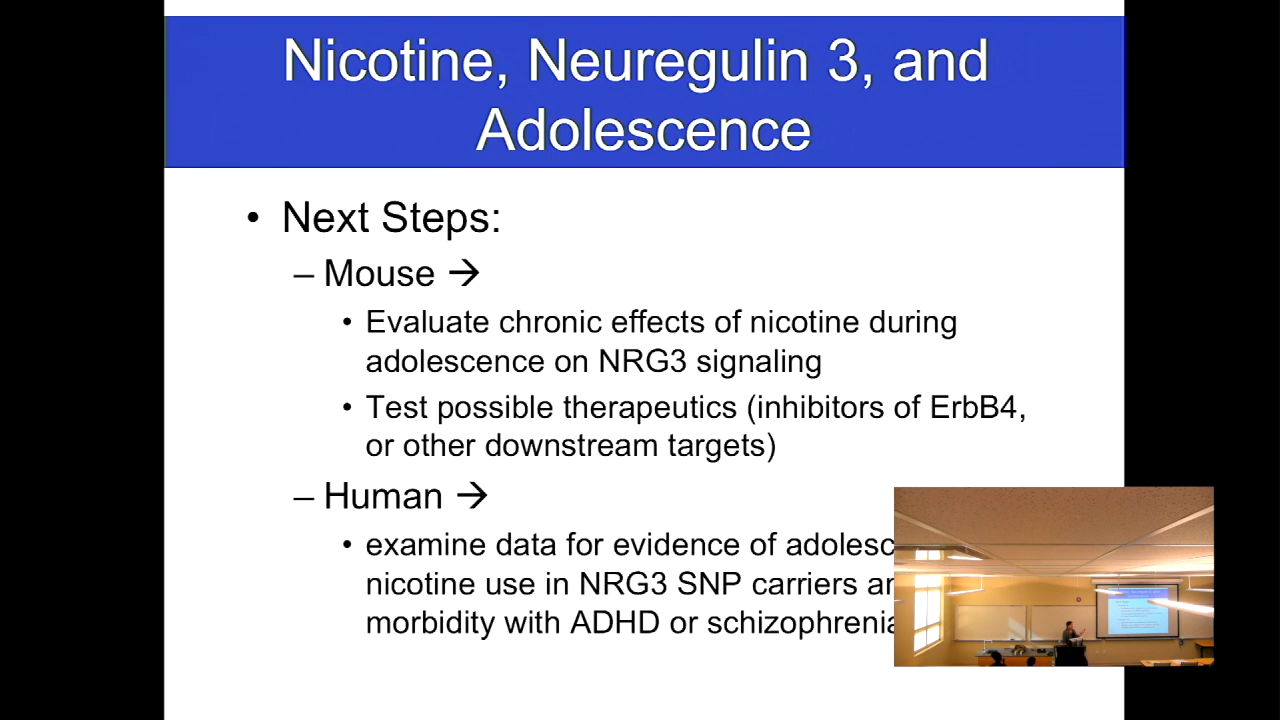 Nicotine, Neuregulin 3, and
Adolescence
• Next Steps:
– Mouse →
• Evaluate chronic effects of nicotine during
adolescence on NRG3 signaling
• Test possible therapeutics (inhibitors of ErbB4,
or other downstream targets)
– Human →
• examine data for evidence of adolesc
nicotine use in NRG3 SNP carriers
morbidity with ADHD or schizophrenia